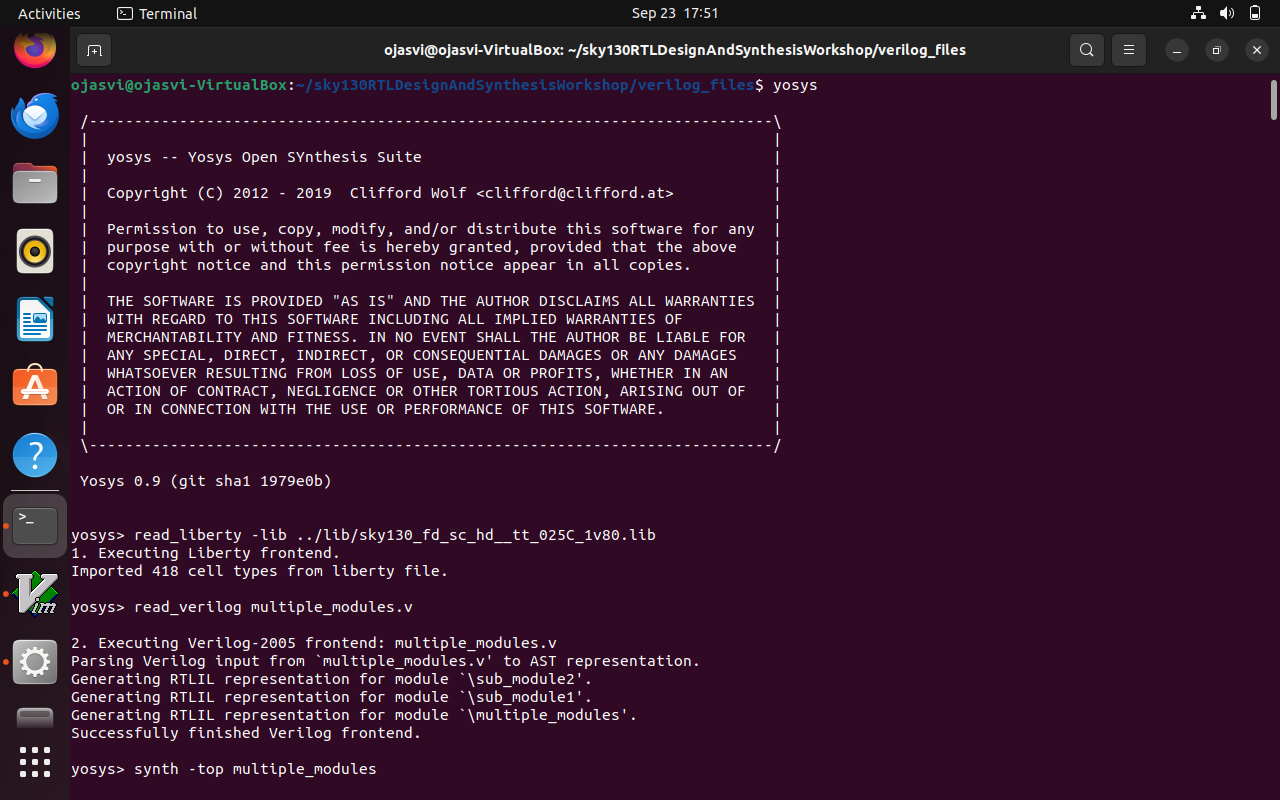 Activities
Terminal
Sep 23 17:51
ojasvi@ojasvi-VirtualBox: ~/sky130RTLDesignAndSynthesisWorkshop/verilog_files
ojasvi@ojasvi-VirtualBox:~/sky130RTLDesignAndSynthesisWorkshop/verilog_files$ yosys
/----------------------------------------------------------------------------\
|                                                                            |
|  yosys -- Yosys Open SYnthesis Suite                                       |
|                                                                            |
|  Copyright (C) 2012 - 2019  Clifford Wolf <clifford@clifford.at>           |
|                                                                            |
|  Permission to use, copy, modify, and/or distribute this software for any  |
|  purpose with or without fee is hereby granted, provided that the above    |
|  copyright notice and this permission notice appear in all copies.         |
|                                                                            |
|  THE SOFTWARE IS PROVIDED "AS IS" AND THE AUTHOR DISCLAIMS ALL WARRANTIES  |
|  WITH REGARD TO THIS SOFTWARE INCLUDING ALL IMPLIED WARRANTIES OF          |
|  MERCHANTABILITY AND FITNESS. IN NO EVENT SHALL THE AUTHOR BE LIABLE FOR   |
|  ANY SPECIAL, DIRECT, INDIRECT, OR CONSEQUENTIAL DAMAGES OR ANY DAMAGES    |
|  WHATSOEVER RESULTING FROM LOSS OF USE, DATA OR PROFITS, WHETHER IN AN     |
|  ACTION OF CONTRACT, NEGLIGENCE OR OTHER TORTIOUS ACTION, ARISING OUT OF   |
|  OR IN CONNECTION WITH THE USE OR PERFORMANCE OF THIS SOFTWARE.            |
|                                                                            |
\----------------------------------------------------------------------------/
Yosys 0.9 (git sha1 1979e0b)
yosys> read_liberty -lib ../lib/sky130_fd_sc_hd__tt_025C_1v80.lib
1. Executing Liberty frontend.
Imported 418 cell types from liberty file.
yosys> read_verilog multiple_modules.v
2. Executing Verilog-2005 frontend: multiple_modules.v
Parsing Verilog input from `multiple_modules.v' to AST representation.
Generating RTLIL representation for module `\sub_module2'.
Generating RTLIL representation for module `\sub_module1'.
Generating RTLIL representation for module `\multiple_modules'.
Successfully finished Verilog frontend.
yosys> synth -top multiple_modules